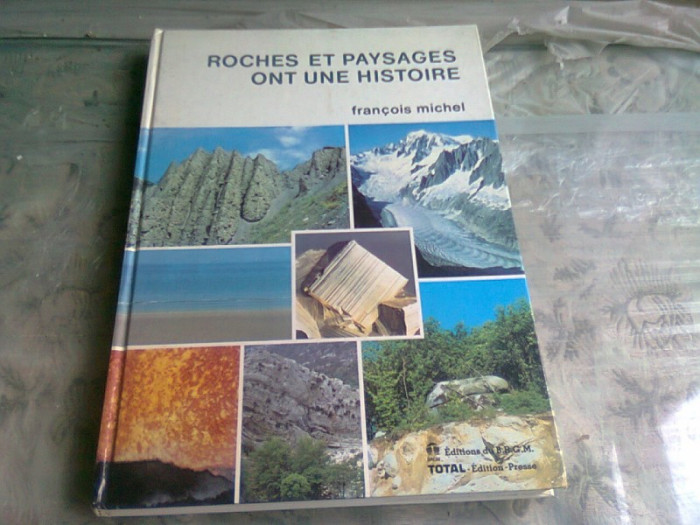 ROCHES ET PAYSAGES
ONT UNE HISTOIRE
françois michel
Éditions du B.R.G.M.
TOTAL-Édition-Presse